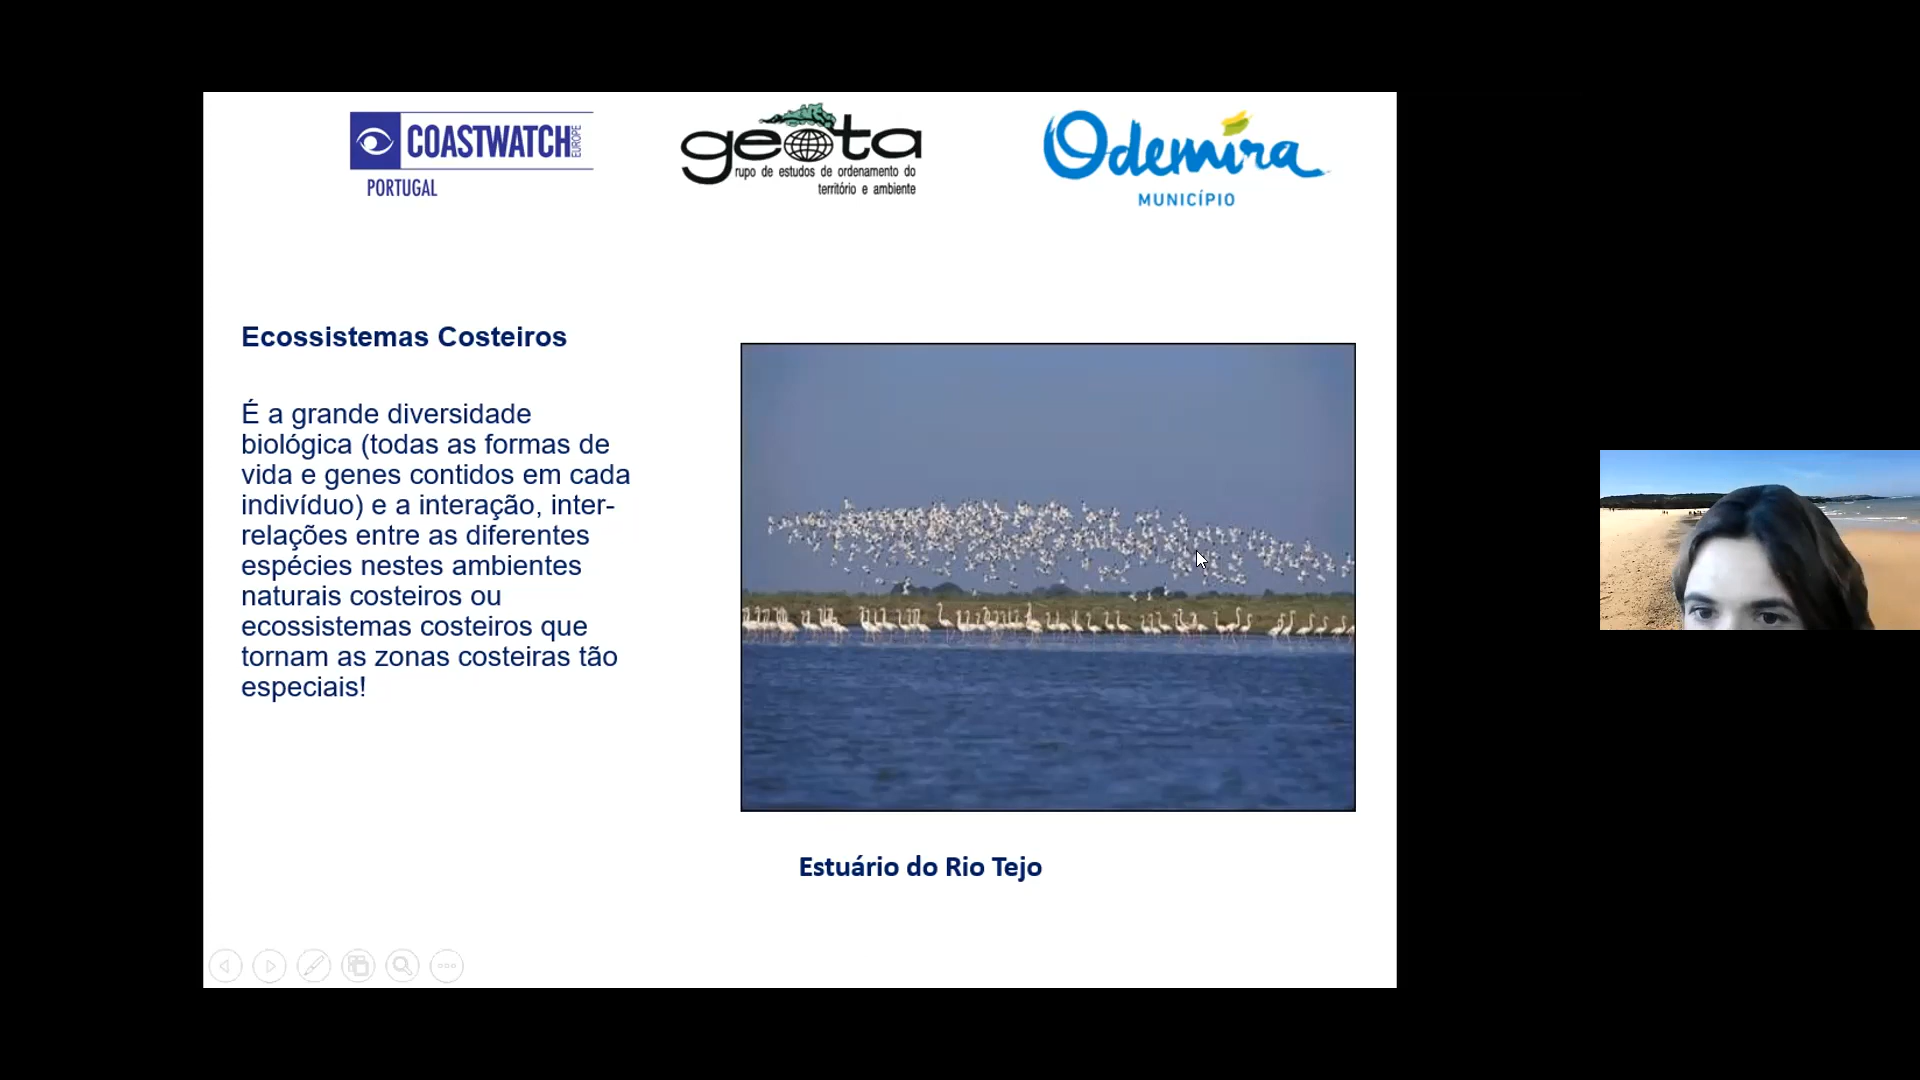 COASTWATCH
EUROPE
PORTUGAL
geota
rupo de estudos de ordenamento do
território e ambiente
Odemira
MUNICÍPIO
Ecossistemas Costeiros
É a grande diversidade
biológica (todas as formas de
vida e genes contidos em cada
indivíduo) e a interação, inter-
relações entre as diferentes
espécies nestes ambientes
naturais costeiros ou
ecossistemas costeiros que
tornam as zonas costeiras tão
especiais!
Estuário do Rio Tejo